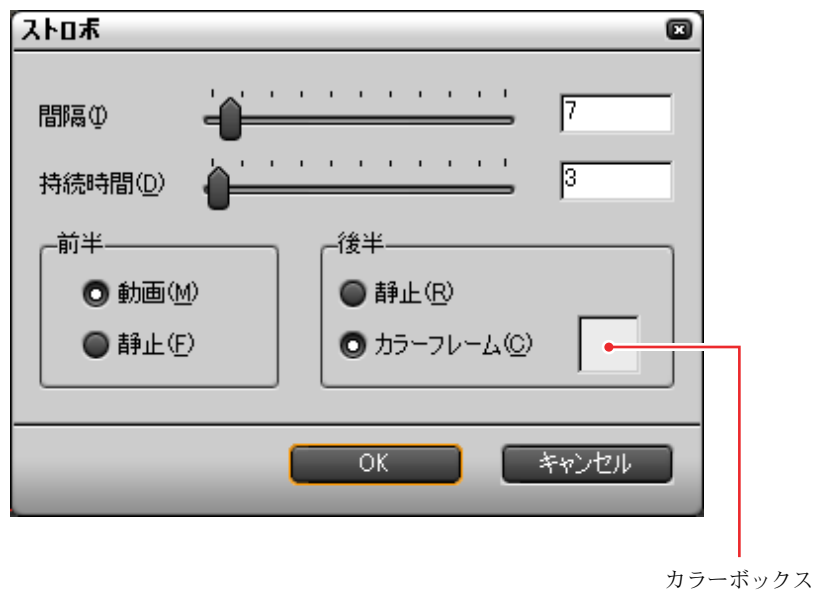 ストロボ
間隔(I) 7
持続時間(D) 3
前半
動画(M)
静止(F)
後半
静止(R)
カラーフレーム(C)
OK キャンセル
カラーボックス